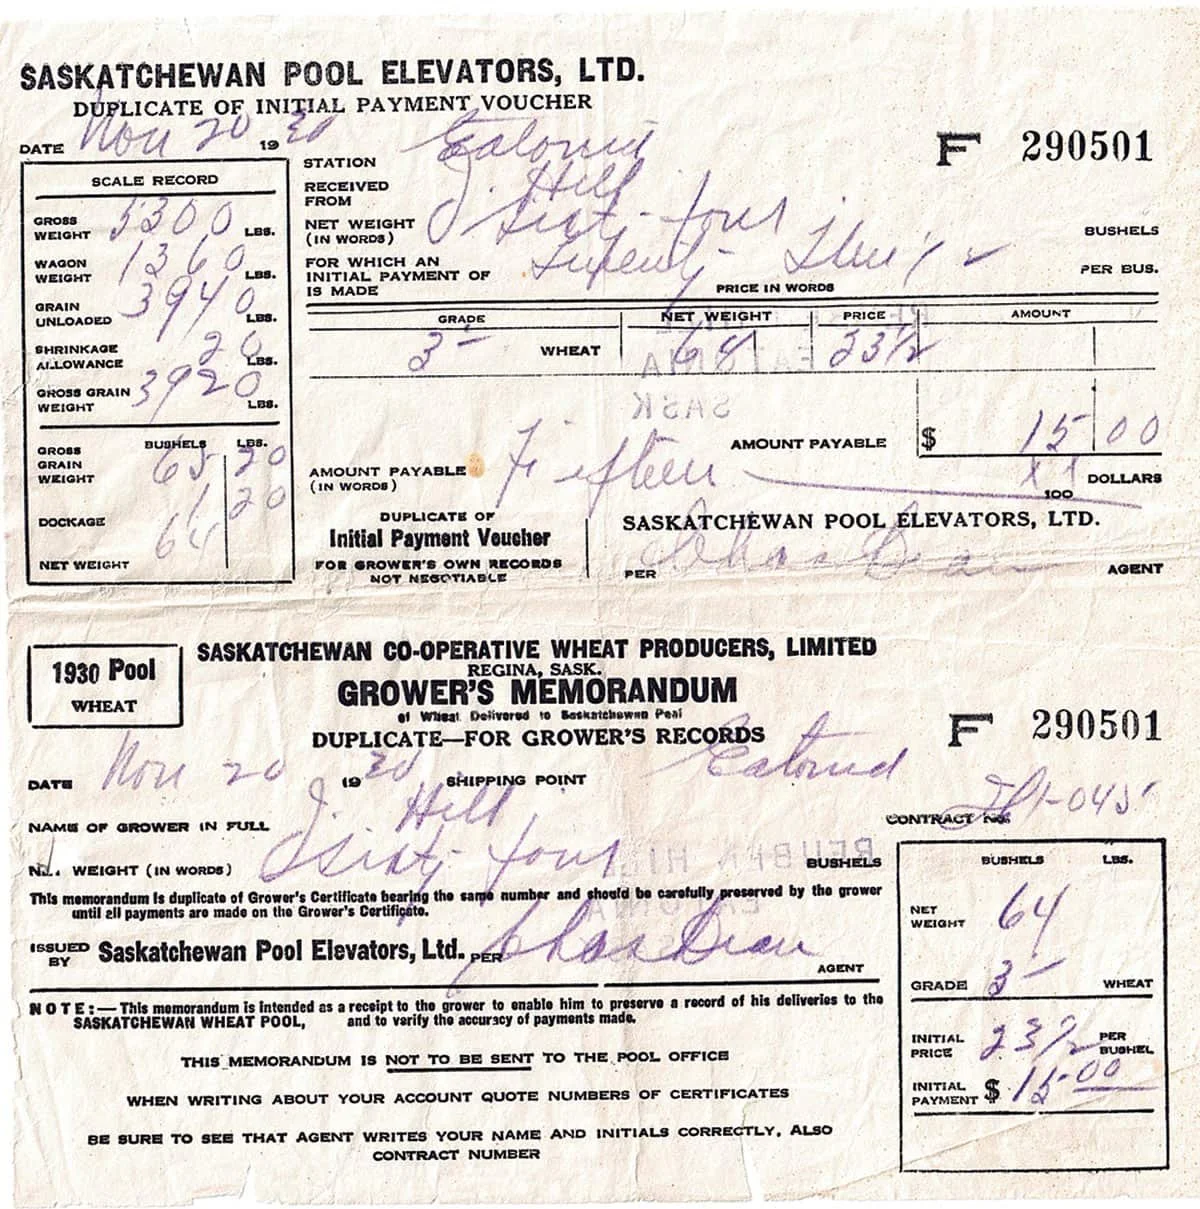 SASKATCHEWAN POOL ELEVATORS, LTD.
DUPLICATE OF INITIAL PAYMENT VOUCHER
DATE Nov 20 1930
STATION Eatonia
F 290501
SCALE RECORD
GROSS WEIGHT 5300 LBS.
WAGON WEIGHT 1360 LBS.
GRAIN UNLOADED 3940 LBS.
SHRINKAGE ALLOWANCE 20 LBS.
GROSS GRAIN WEIGHT 3920 LBS.
BUSHELS LBS.
GROSS GRAIN WEIGHT 65 20
DOCKAGE 1 20
NET WEIGHT 64
RECEIVED FROM J. Hill
NET WEIGHT (IN WORDS) Sixty-four BUSHELS
FOR WHICH AN INITIAL PAYMENT OF IS MADE Twenty-Three ½ PER BUS.
PRICE IN WORDS
GRADE NET WEIGHT PRICE AMOUNT
3 WHEAT 64 23½
AMOUNT PAYABLE $ 15 00
AMOUNT PAYABLE (IN WORDS) Fifteen XX/100 DOLLARS
DUPLICATE OF
Initial Payment Voucher
FOR GROWER'S OWN RECORDS
NOT NEGOTIABLE
SASKATCHEWAN POOL ELEVATORS, LTD.
PER Chas Dean AGENT
1930 Pool
WHEAT
SASKATCHEWAN CO-OPERATIVE WHEAT PRODUCERS, LIMITED
REGINA, SASK.
GROWER'S MEMORANDUM
of Wheat Delivered to Saskatchewan Pool
DUPLICATE—FOR GROWER'S RECORDS
F 290501
DATE Nov 20 1930 SHIPPING POINT Eatonia
NAME OF GROWER IN FULL J. Hill
CONTRACT NO.
WEIGHT (IN WORDS) Sixty-four BUSHELS
REUBEN HILL
EATONIA
SASK
This memorandum is duplicate of Grower's Certificate bearing the same number and should be carefully preserved by the grower
until all payments are made on the Grower's Certificate.
ISSUED BY Saskatchewan Pool Elevators, Ltd. PER Chas Dean
AGENT
NOTE:—This memorandum is intended as a receipt to the grower to enable him to preserve a record of his deliveries to the
SASKATCHEWAN WHEAT POOL, and to verify the accuracy of payments made.
THIS MEMORANDUM IS NOT TO BE SENT TO THE POOL OFFICE
WHEN WRITING ABOUT YOUR ACCOUNT QUOTE NUMBERS OF CERTIFICATES
BE SURE TO SEE THAT AGENT WRITES YOUR NAME AND INITIALS CORRECTLY, ALSO
CONTRACT NUMBER
BUSHELS LBS.
NET WEIGHT 64
GRADE 3 WHEAT
INITIAL PRICE 23½ PER BUSHEL
INITIAL PAYMENT $ 15.00